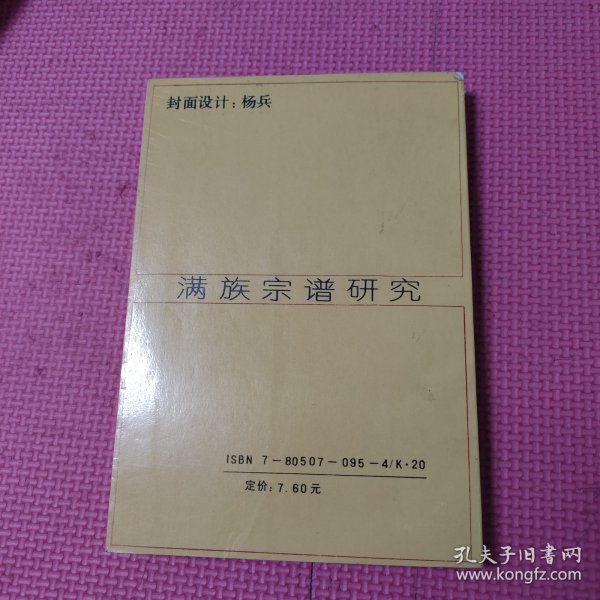 封面设计：杨兵
满族宗谱研究
ISBN 7-80507-095-4/K·20
定价：7.60元
孔夫子旧书网
www.kongfz.com